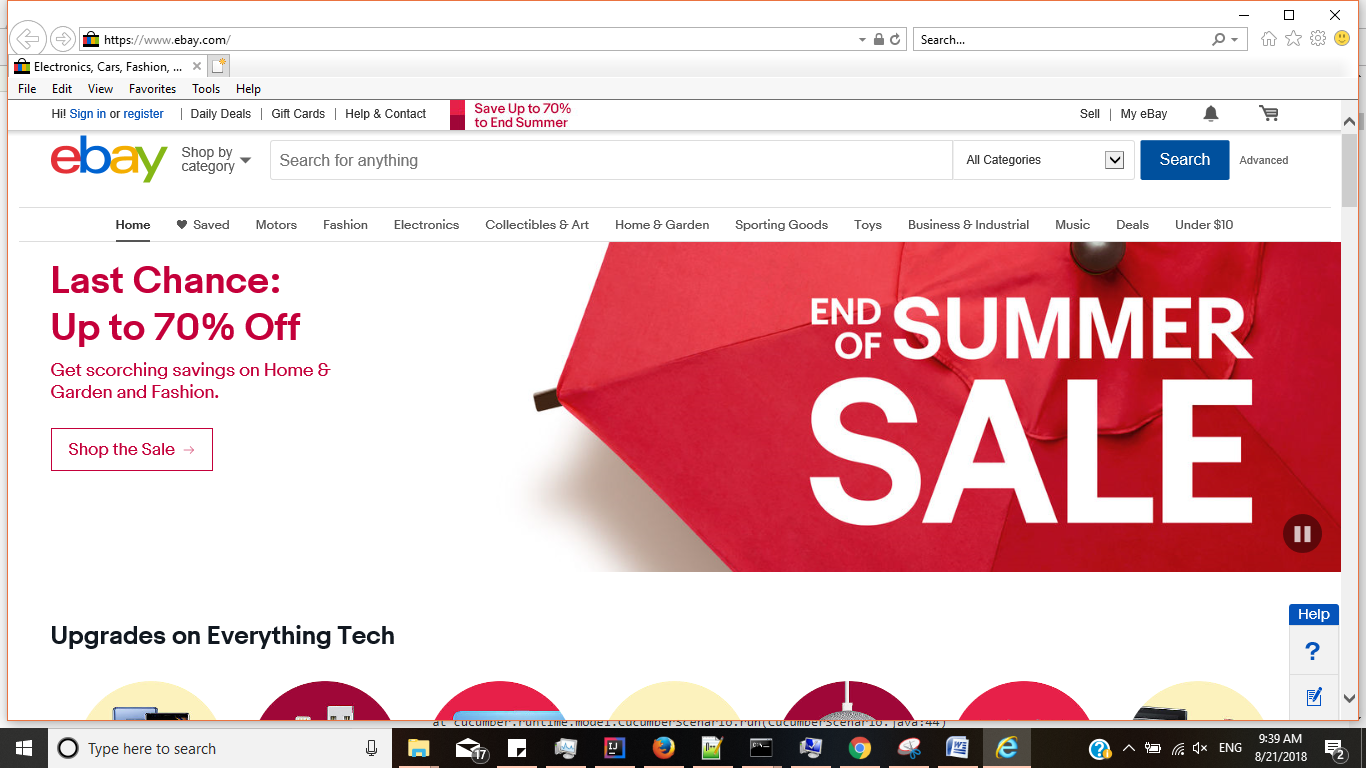 https://www.ebay.com/
Search...
Electronics, Cars, Fashion, ...
File Edit View Favorites Tools Help
Hi! Sign in or register | Daily Deals | Gift Cards | Help & Contact
Save Up to 70%
to End Summer
Sell | My eBay
ebay
Shop by
category
Search for anything
All Categories
Search
Advanced
Home Saved Motors Fashion Electronics Collectibles & Art Home & Garden Sporting Goods Toys Business & Industrial Music Deals Under $10
Last Chance:
Up to 70% Off
Get scorching savings on Home &
Garden and Fashion.
Shop the Sale →
END
OF SUMMER
SALE
Help
?
Upgrades on Everything Tech
at cucumber.runtime.model.CucumberScenario.run(CucumberScenario.java:44)
Type here to search
17
ENG
9:39 AM
8/21/2018
2